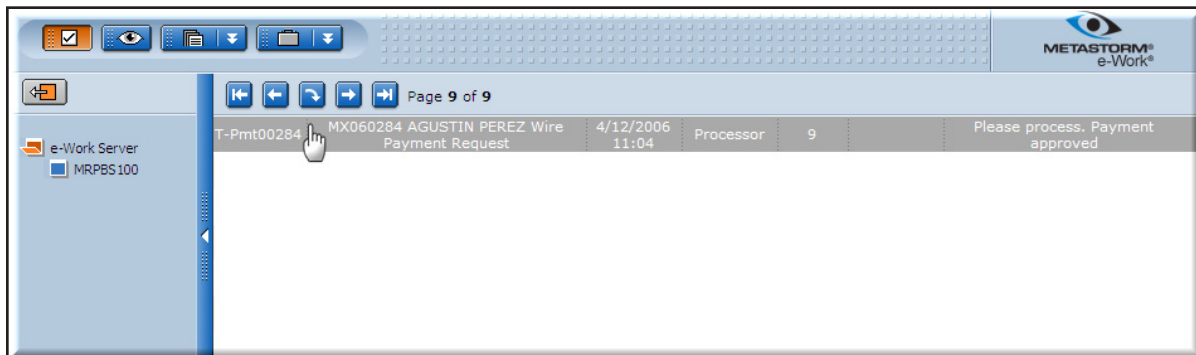 METASTORM®
e-Work®
Page 9 of 9
e-Work Server
MRPBS100
T-Pmt00284 MX060284 AGUSTIN PEREZ Wire Payment Request 4/12/2006 11:04 Processor 9 Please process. Payment approved